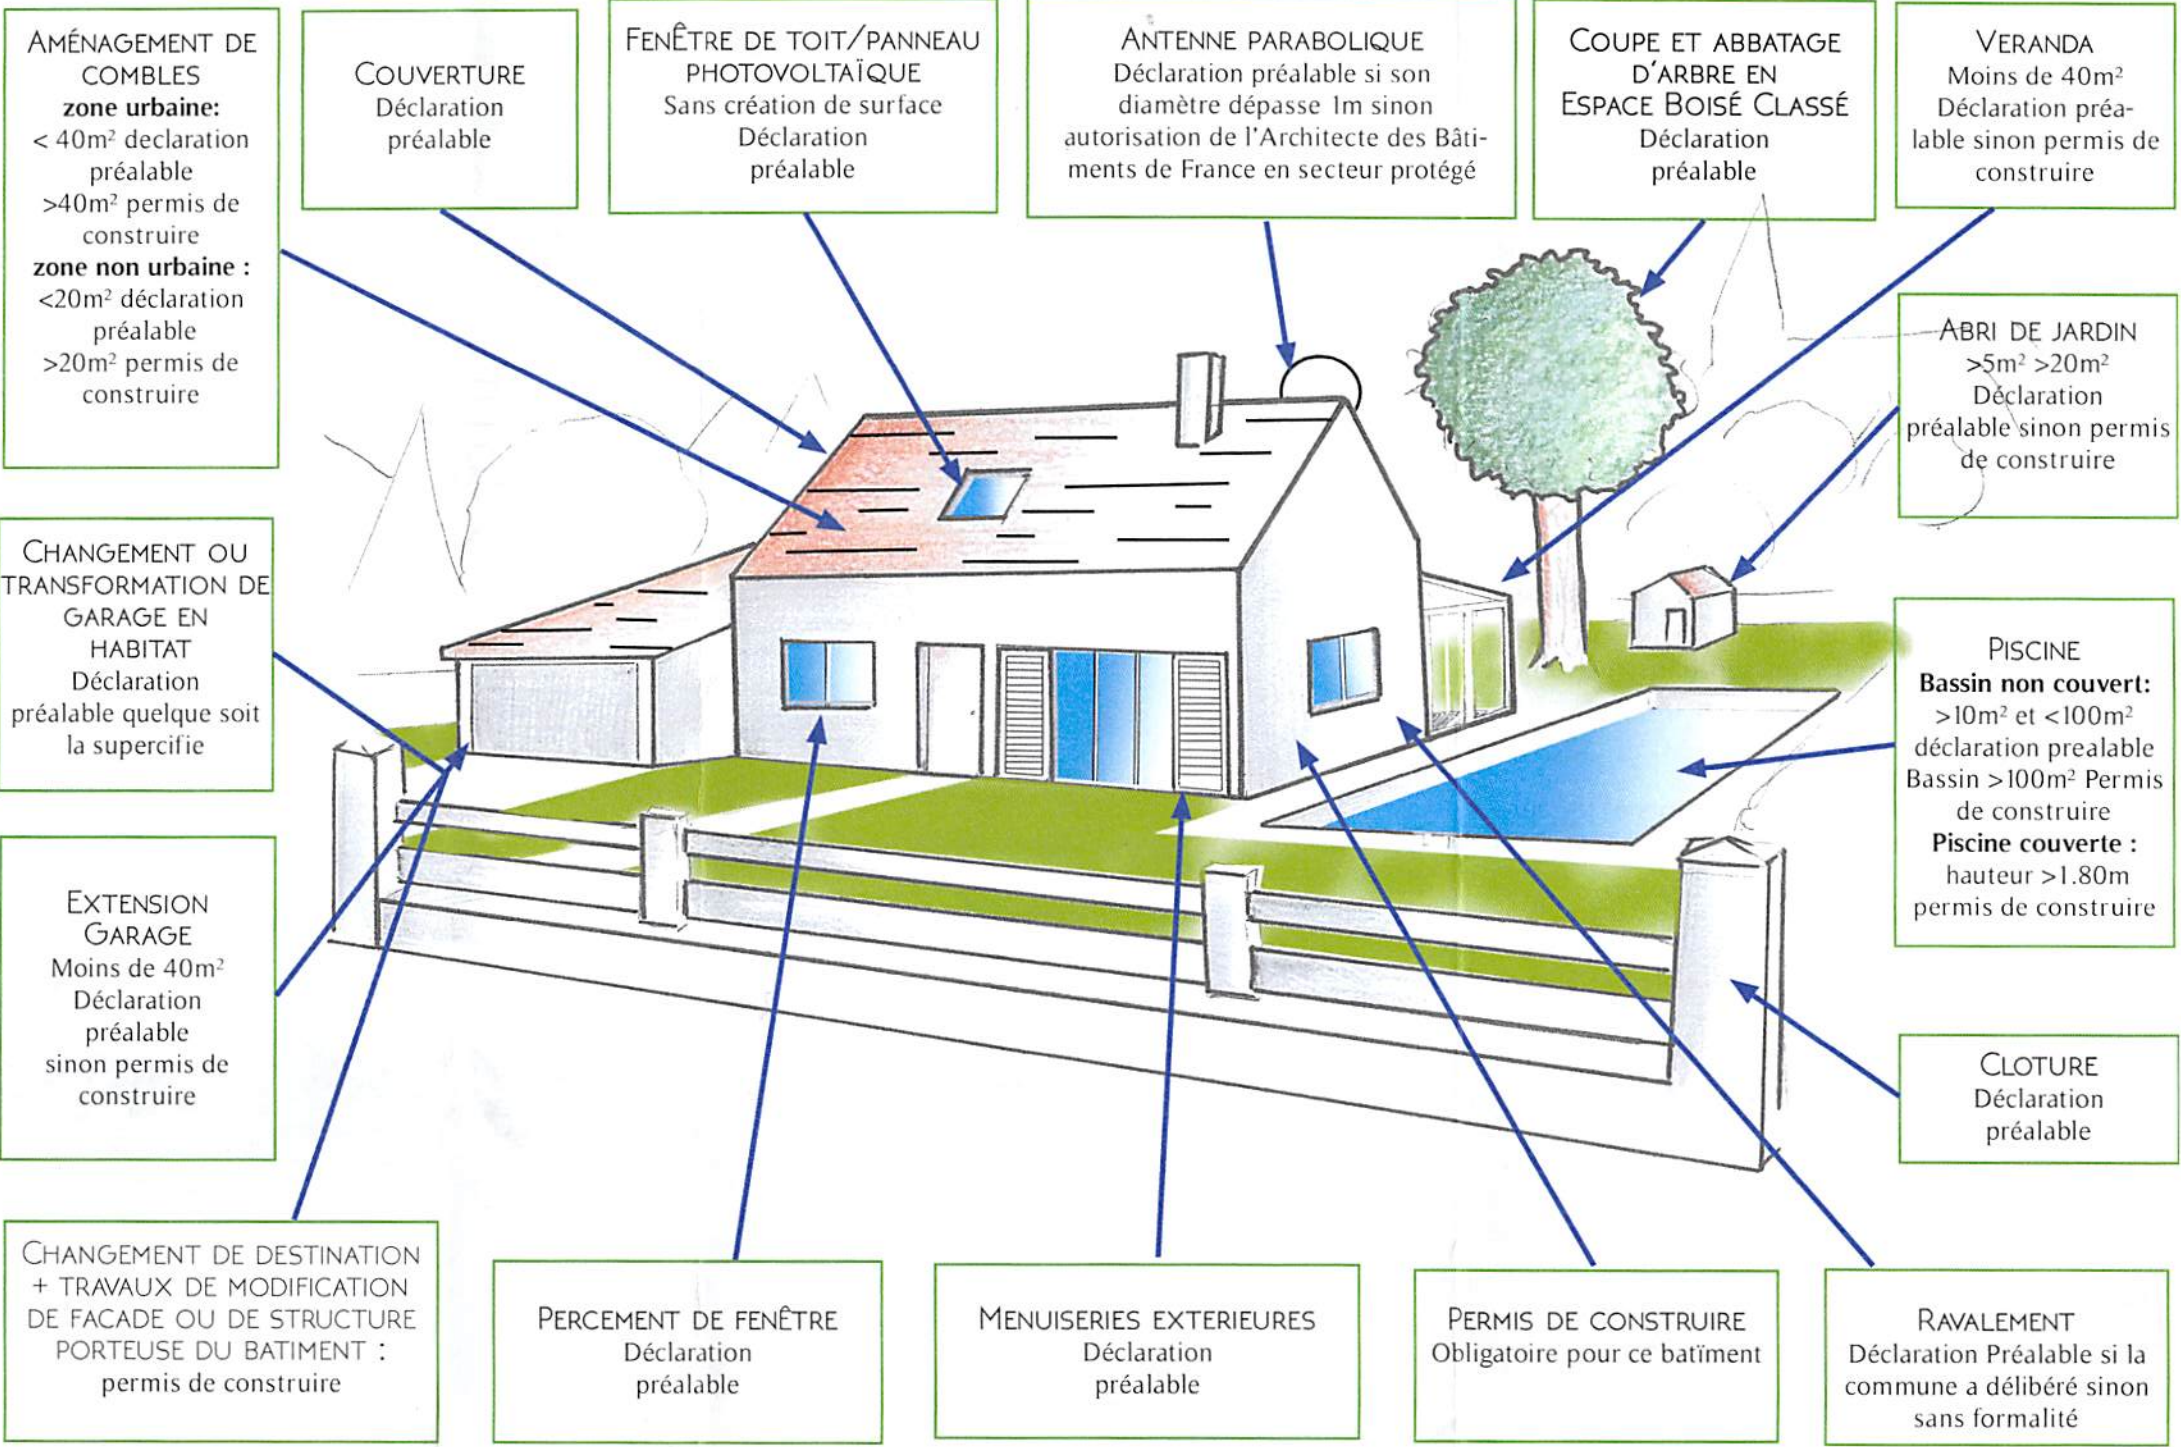 AMÉNAGEMENT DE
COMBLES
zone urbaine:
< 40m² declaration
préalable
>40m² permis de
construire
zone non urbaine :
<20m² déclaration
préalable
>20m² permis de
construire
COUVERTURE
Déclaration
préalable
FENÊTRE DE TOIT/PANNEAU
PHOTOVOLTAÏQUE
Sans création de surface
Déclaration
préalable
ANTENNE PARABOLIQUE
Déclaration préalable si son
diamètre dépasse 1m sinon
autorisation de l'Architecte des Bâti-
ments de France en secteur protégé
COUPE ET ABBATAGE
D'ARBRE EN
ESPACE BOISÉ CLASSÉ
Déclaration
préalable
VERANDA
Moins de 40m²
Déclaration préa-
lable sinon permis de
construire
ABRI DE JARDIN
>5m² >20m²
Déclaration
préalable sinon permis
de construire
CHANGEMENT OU
TRANSFORMATION DE
GARAGE EN
HABITAT
Déclaration
préalable quelque soit
la supercifie
PISCINE
Bassin non couvert:
>10m² et <100m²
déclaration prealable
Bassin >100m² Permis
de construire
Piscine couverte :
hauteur >1.80m
permis de construire
EXTENSION
GARAGE
Moins de 40m²
Déclaration
préalable
sinon permis de
construire
CLOTURE
Déclaration
préalable
CHANGEMENT DE DESTINATION
+ TRAVAUX DE MODIFICATION
DE FACADE OU DE STRUCTURE
PORTEUSE DU BATIMENT :
permis de construire
PERCEMENT DE FENÊTRE
Déclaration
préalable
MENUISERIES EXTERIEURES
Déclaration
préalable
PERMIS DE CONSTRUIRE
Obligatoire pour ce batïment
RAVALEMENT
Déclaration Préalable si la
commune a délibéré sinon
sans formalité